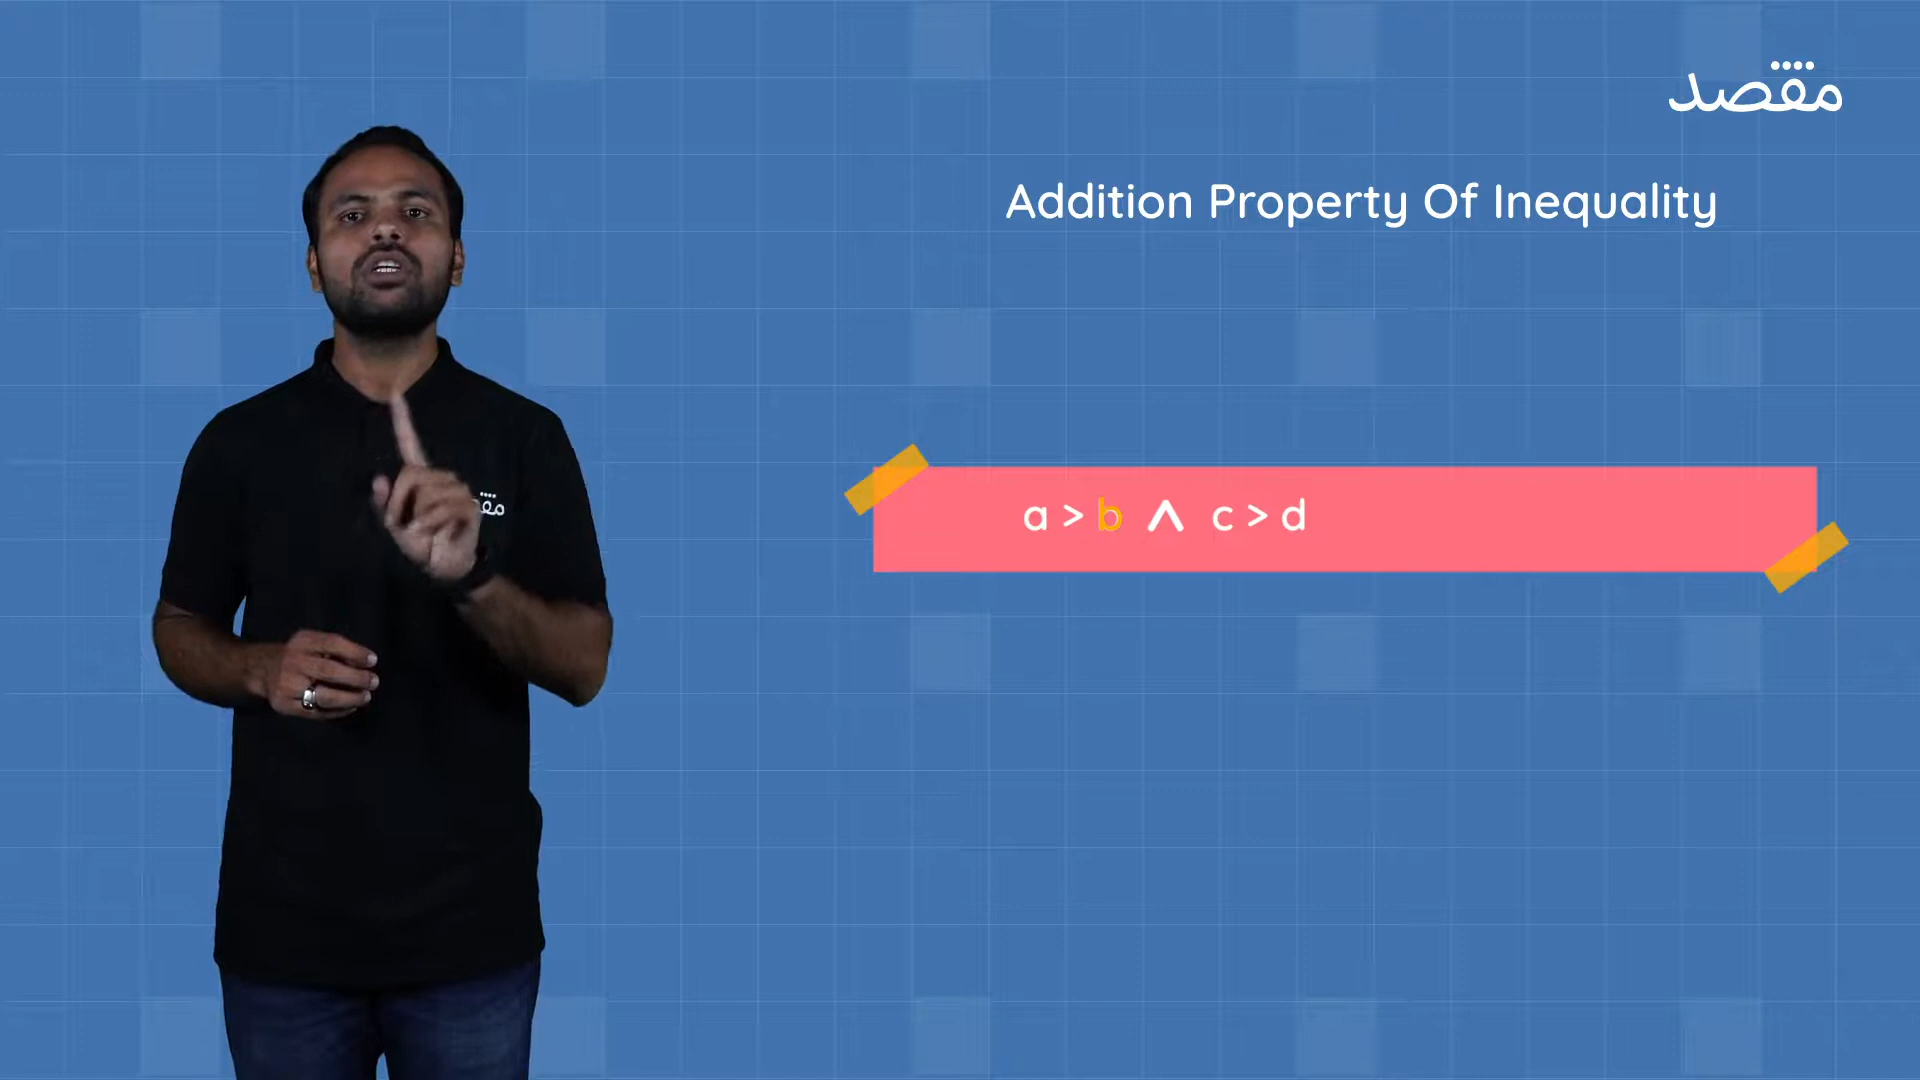 مقصد
Addition Property Of Inequality
a > b ∧ c > d